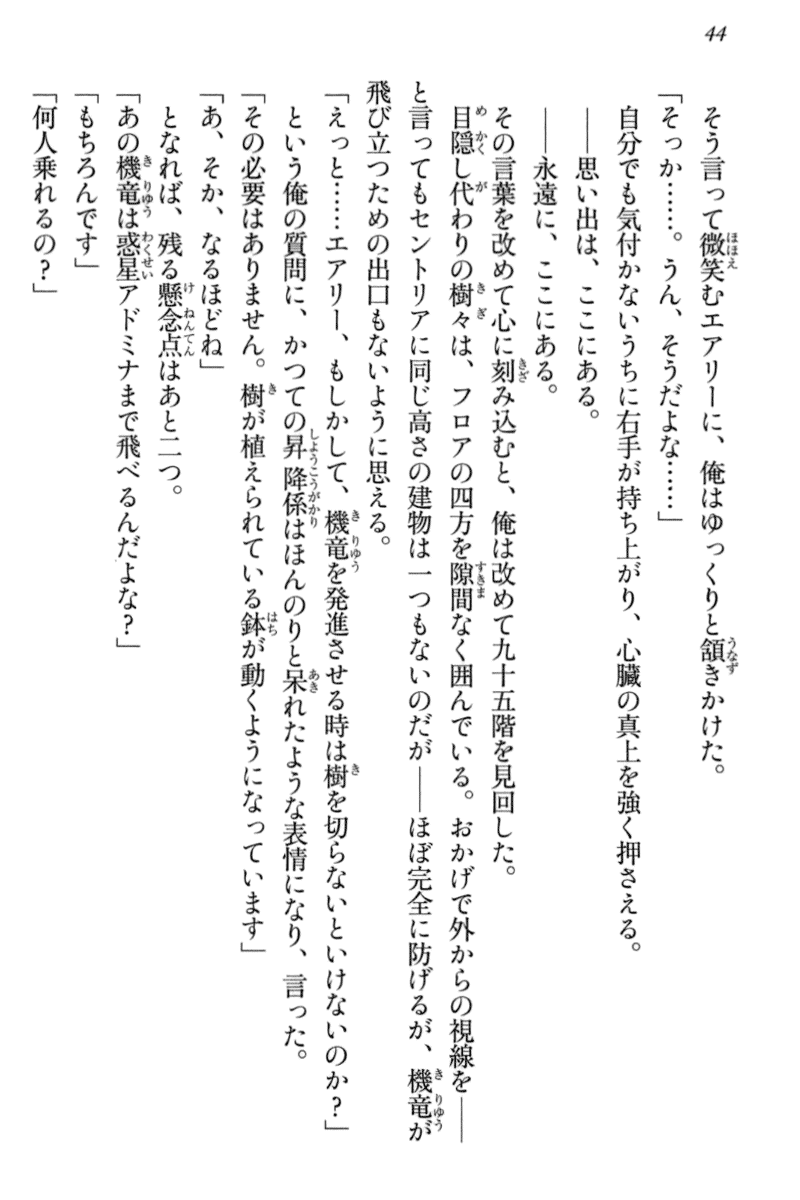 44
そう言って微笑むエアリーに、俺はゆっくりと頷きかけた。
「そっか……。うん、そうだよな……」
自分でも気付かないうちに右手が持ち上がり、心臓の真上を強く押さえる。
――思い出は、ここにある。
――永遠に、ここにある。
その言葉を改めて心に刻み込むと、俺は改めて九十五階を見回した。
目隠し代わりの樹々は、フロアの四方を隙間なく囲んでいる。おかげで外からの視線を――
と言ってもセントリアに同じ高さの建物は一つもないのだが――ほぼ完全に防げるが、機竜が
飛び立つための出口もないように思える。
「えっと……エアリー、もしかして、機竜を発進させる時は樹を切らないといけないのか？」
という俺の質問に、かつての昇降係はほんのりと呆れたような表情になり、言った。
「その必要はありません。樹が植えられている鉢が動くようになっています」
「あ、そか、なるほどね」
となれば、残る懸念点はあと二つ。
「あの機竜は惑星アドミナまで飛べるんだよな？」
「もちろんです」
「何人乗れるの？」